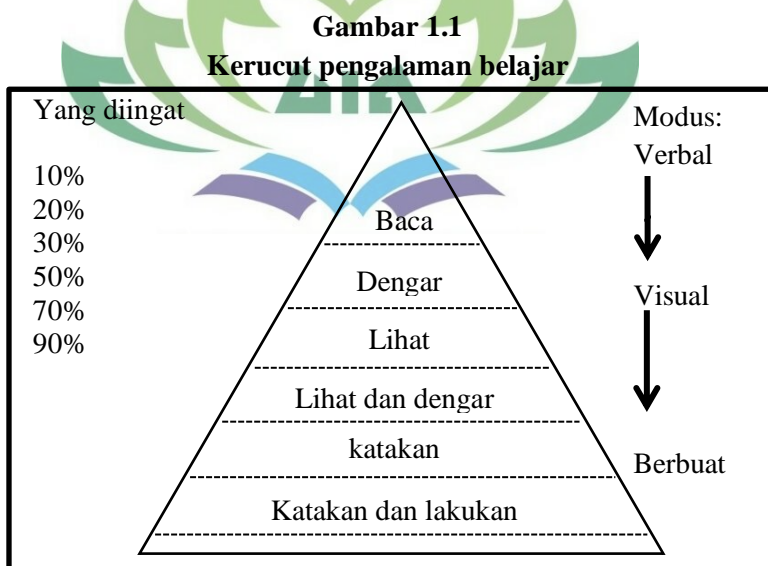 Gambar 1.1
Kerucut pengalaman belajar
Yang diingat
10%
20%
30%
50%
70%
90%
Baca
Dengar
Lihat
Lihat dan dengar
katakan
Katakan dan lakukan
Modus:
Verbal
Visual
Berbuat